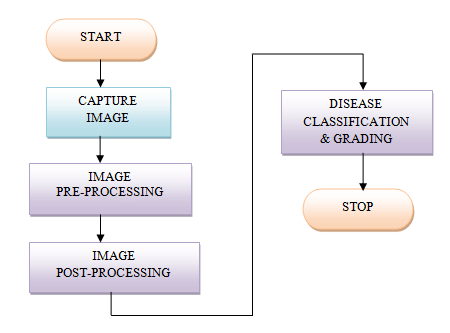 START
CAPTURE
IMAGE
IMAGE
PRE-PROCESSING
IMAGE
POST-PROCESSING
DISEASE
CLASSIFICATION
& GRADING
STOP